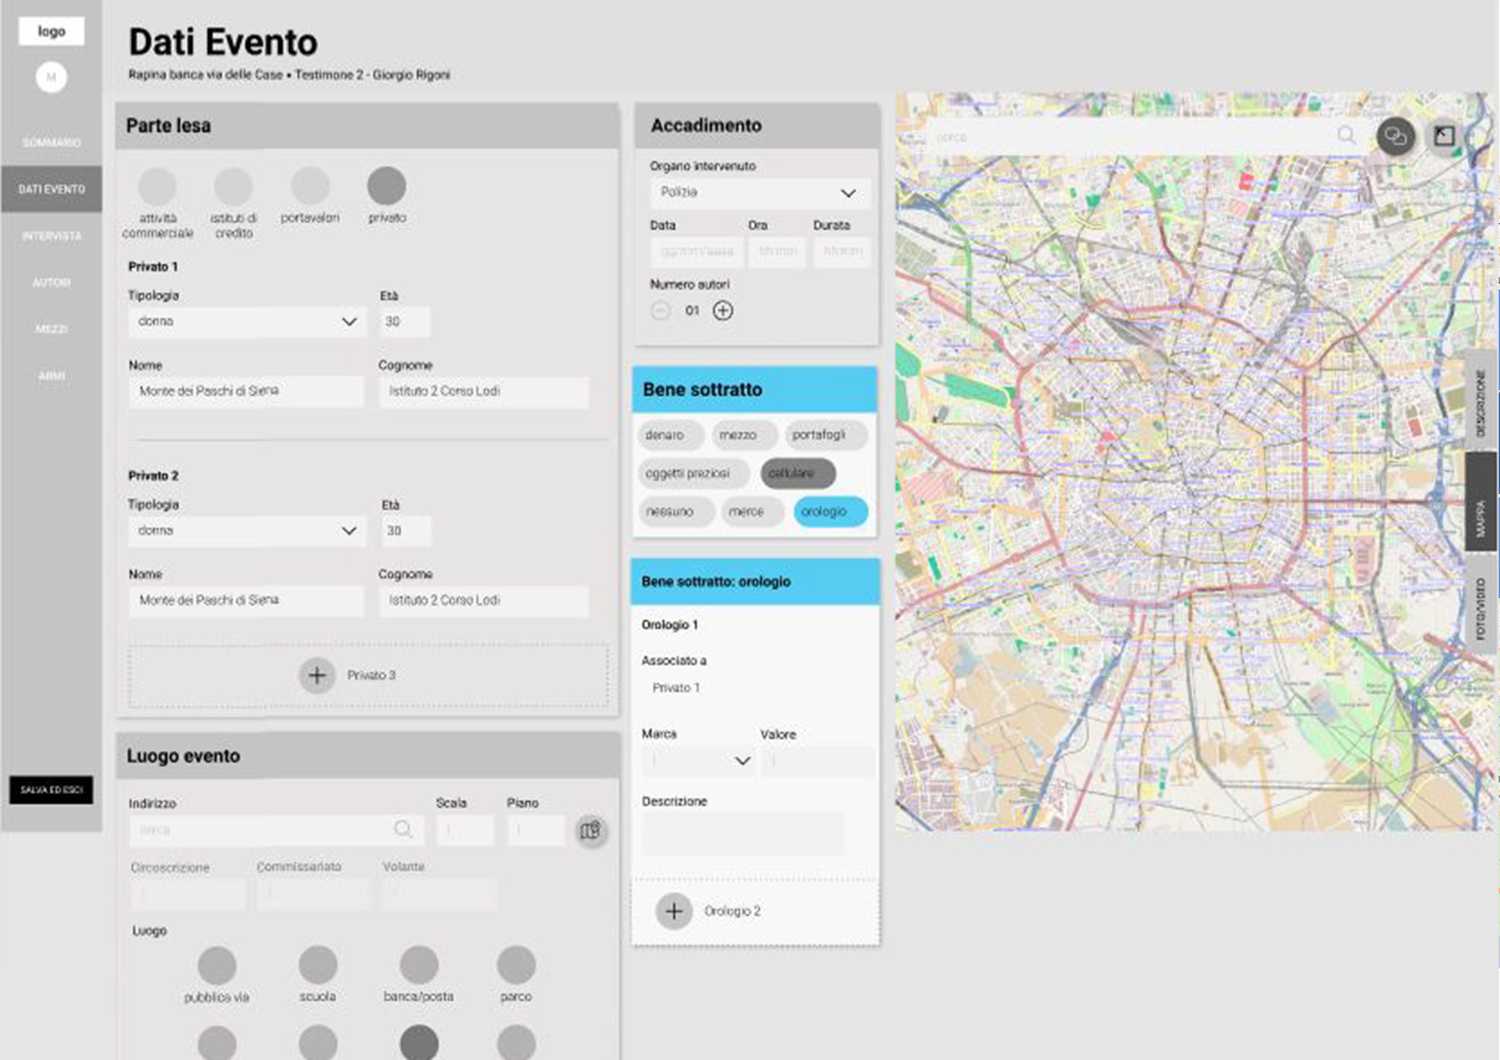 logo
M
SOMMARIO
DATI EVENTO
INTERVISTA
AUTORI
MEZZI
ARMI
SALVA ED ESCI
Dati Evento
Rapina banca via delle Case • Testimone 2 - Giorgio Rigoni
Parte lesa
attività commerciale
istituti di credito
portavalori
privato
Privato 1
Tipologia
Età
donna
30
Nome
Cognome
Monte dei Paschi di Siena
Istituto 2 Corso Lodi
Privato 2
Tipologia
Età
donna
30
Nome
Cognome
Monte dei Paschi di Siena
Istituto 2 Corso Lodi
Privato 3
Luogo evento
Indirizzo
Scala
Piano
cerca
Circoscrizione
Commissariato
Volante
Luogo
pubblica via
scuola
banca/posta
parco
Accadimento
Organo intervenuto
Polizia
Data
Ora
Durata
gg/mm/aaaa
hh:mm
hh:mm
Numero autori
01
Bene sottratto
denaro
mezzo
portafogli
oggetti preziosi
cellulare
nessuno
merce
orologio
Bene sottratto: orologio
Orologio 1
Associato a
Privato 1
Marca
Valore
Descrizione
Orologio 2
cerca
DESCRIZIONE
MAPPA
FOTO/VIDEO